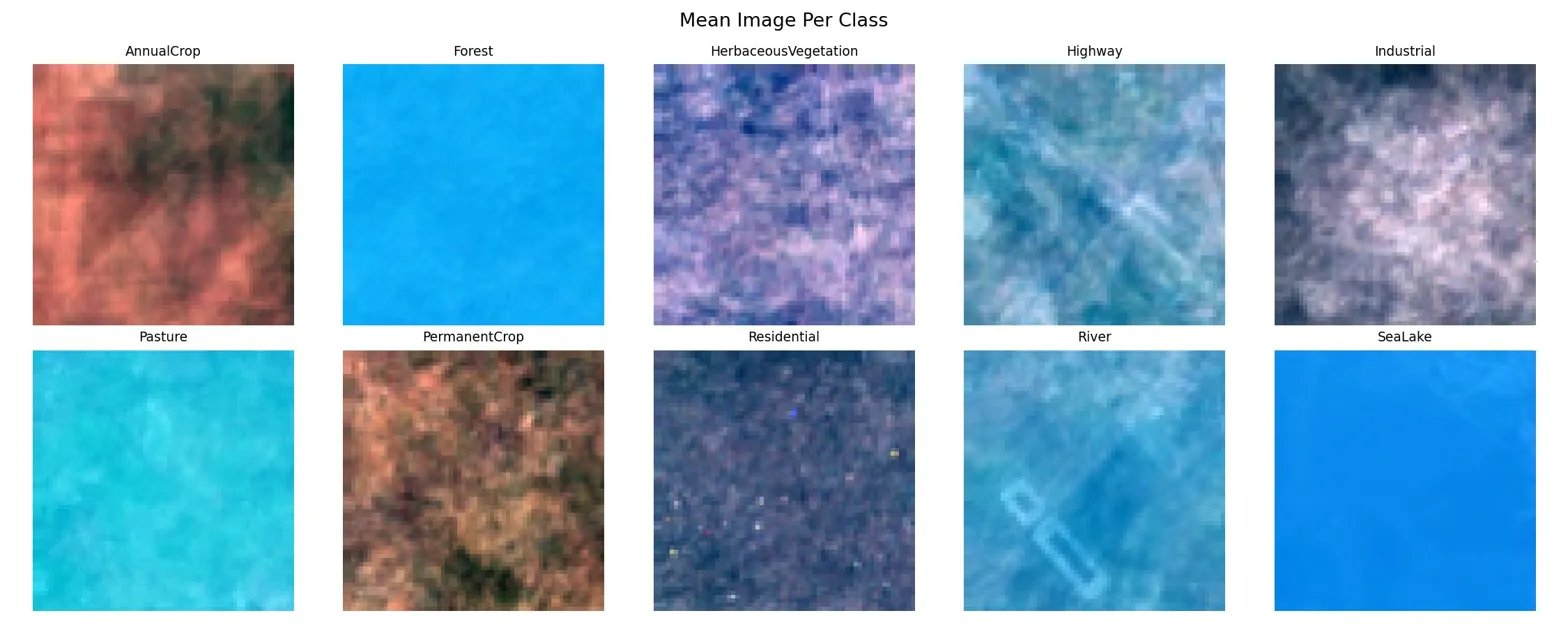 Mean Image Per Class
AnnualCrop
Forest
HerbaceousVegetation
Highway
Industrial
Pasture
PermanentCrop
Residential
River
SeaLake